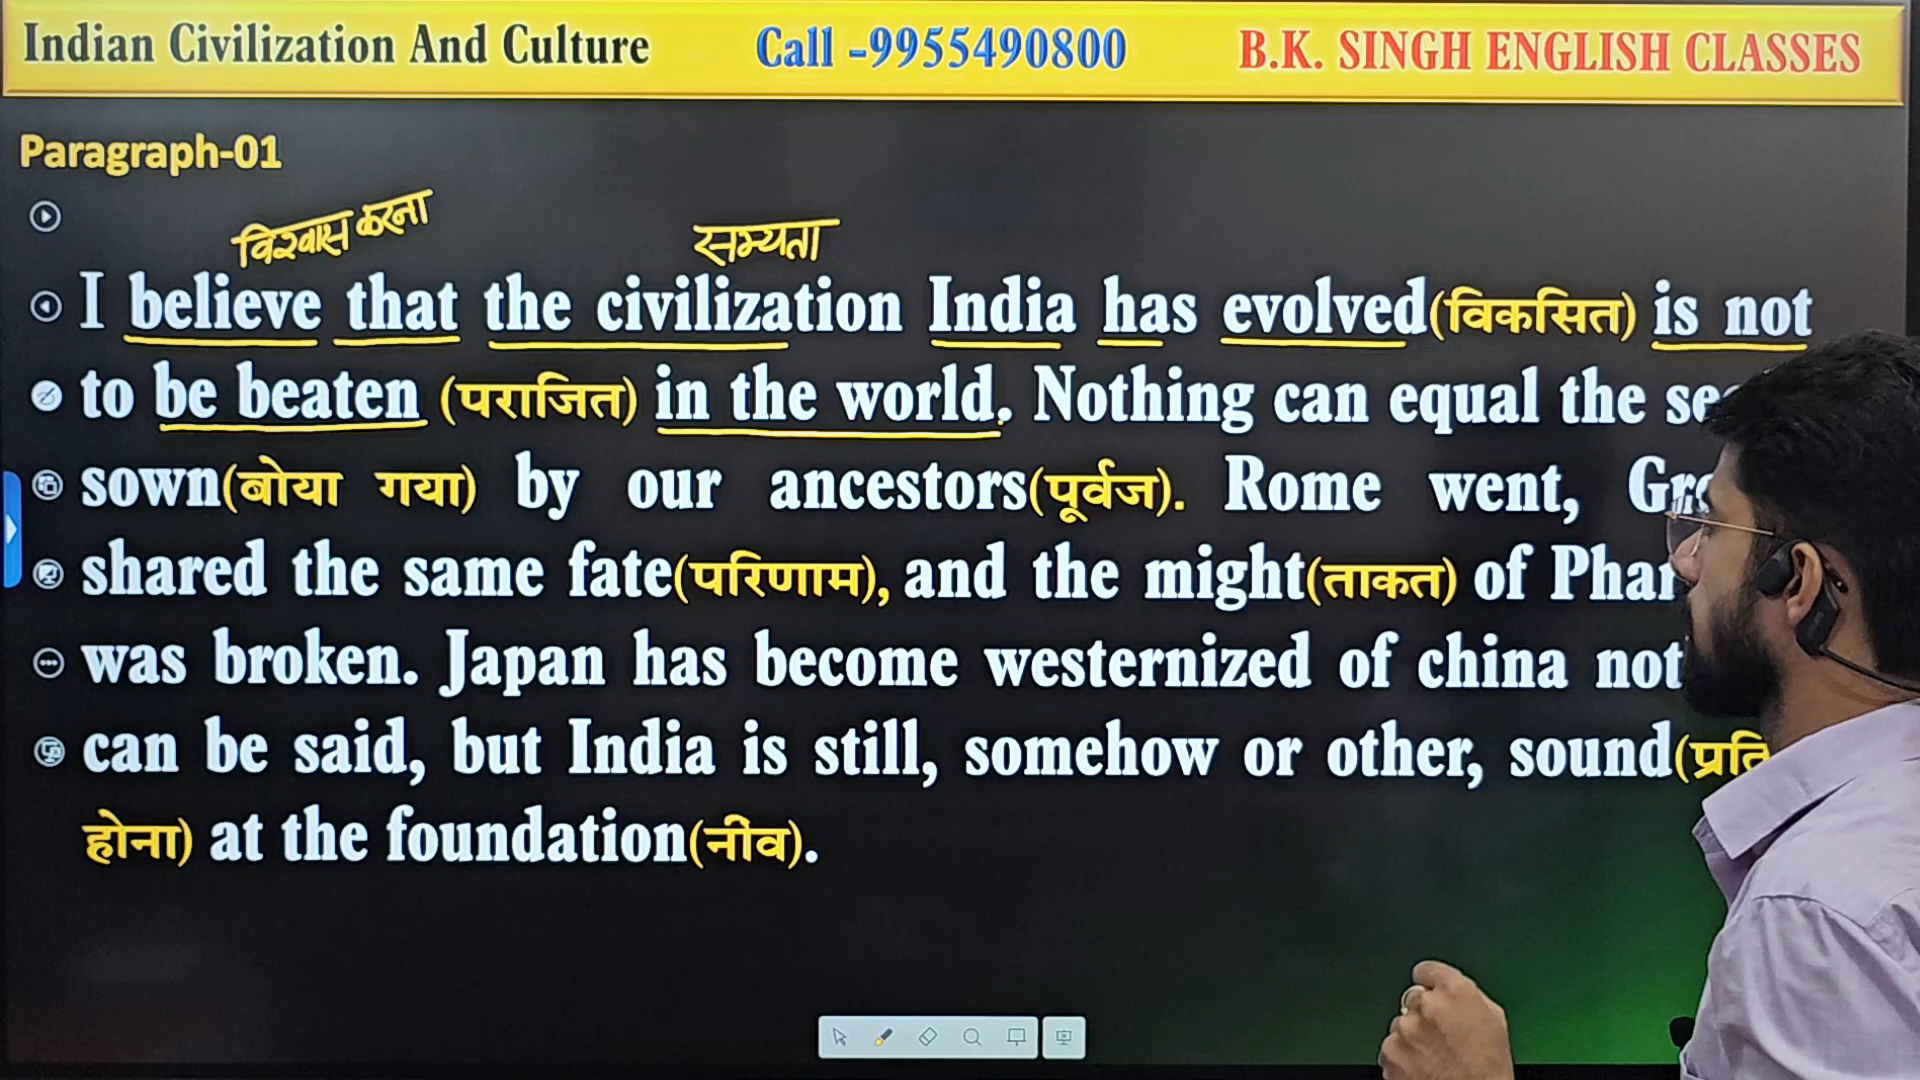 Indian Civilization And Culture Call -9955490800 B.K. SINGH ENGLISH CLASSES
Paragraph-01
विश्वास करना सभ्यता
I believe that the civilization India has evolved(विकसित) is not
to be beaten (पराजित) in the world. Nothing can equal the
sown(बोया गया) by our ancestors(पूर्वज). Rome went,
shared the same fate(परिणाम), and the might(ताकत) of
was broken. Japan has become westernized of china not
can be said, but India is still, somehow or other, sound(
होना) at the foundation(नींव).